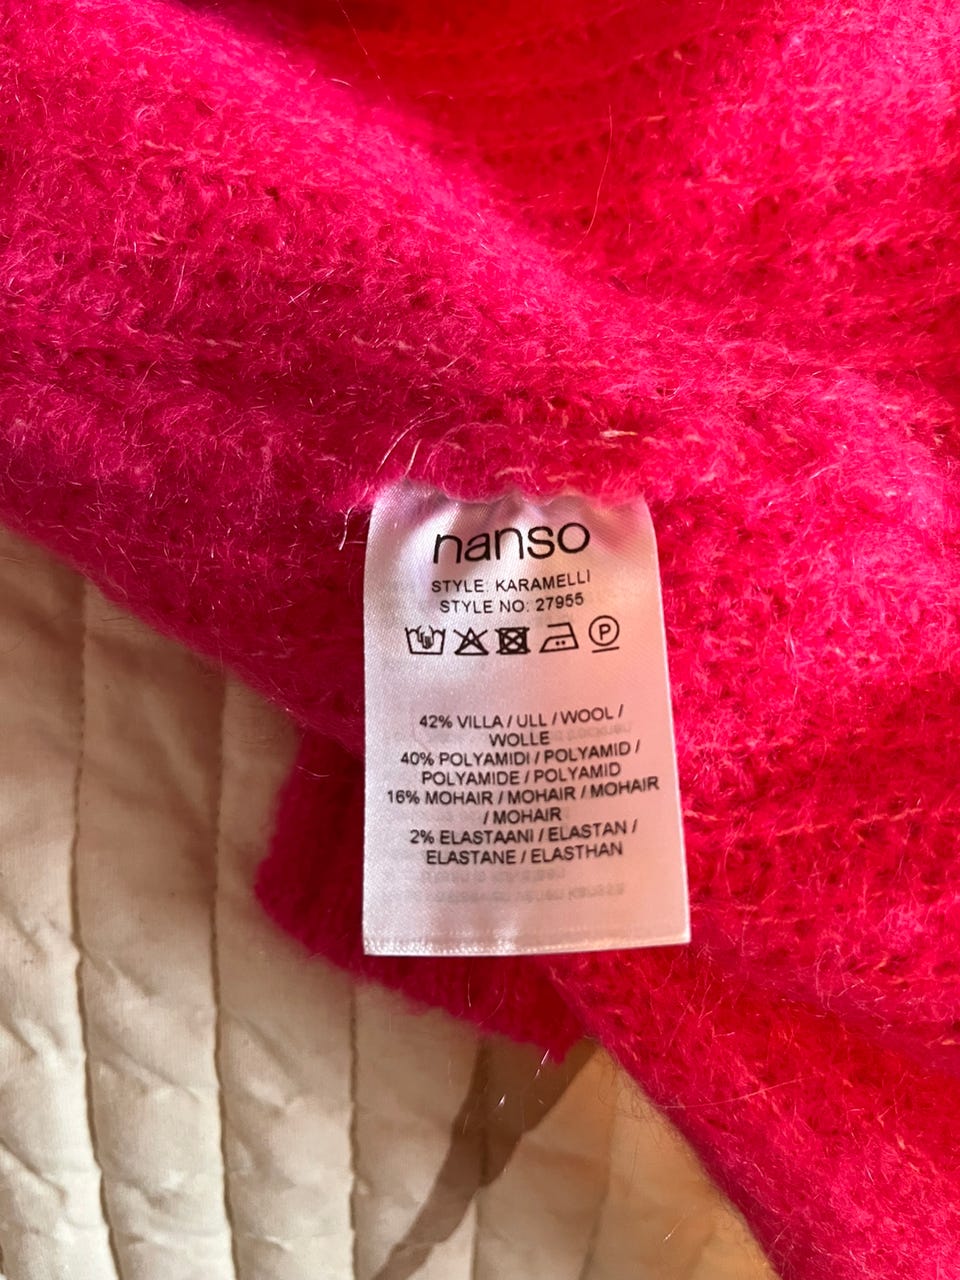 nanso
STYLE: KARAMELLI
STYLE NO: 27955
P
42% VILLA / ULL / WOOL /
WOLLE
40% POLYAMIDI / POLYAMID /
POLYAMIDE / POLYAMID
16% MOHAIR / MOHAIR / MOHAIR
/ MOHAIR
2% ELASTAANI / ELASTAN /
ELASTANE / ELASTHAN